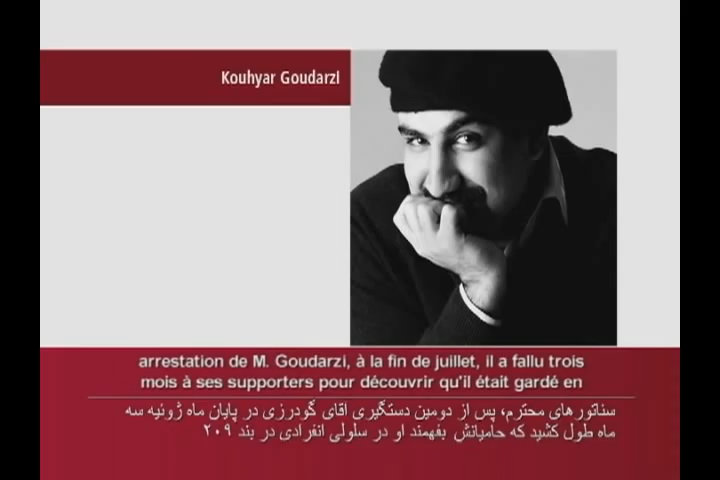 Kouhyar Goudarzi
arrestation de M. Goudarzi, à la fin de juillet, il a fallu trois
mois à ses supporters pour découvrir qu'il était gardé en
سناتورهای محترم، پس از دومین دستگیری اقای گودرزی در پایان ماه ژوئیه سه
ماه طول کشید که حامیانش بفهمند او در سلولی انفرادی در بند ۲۰۹